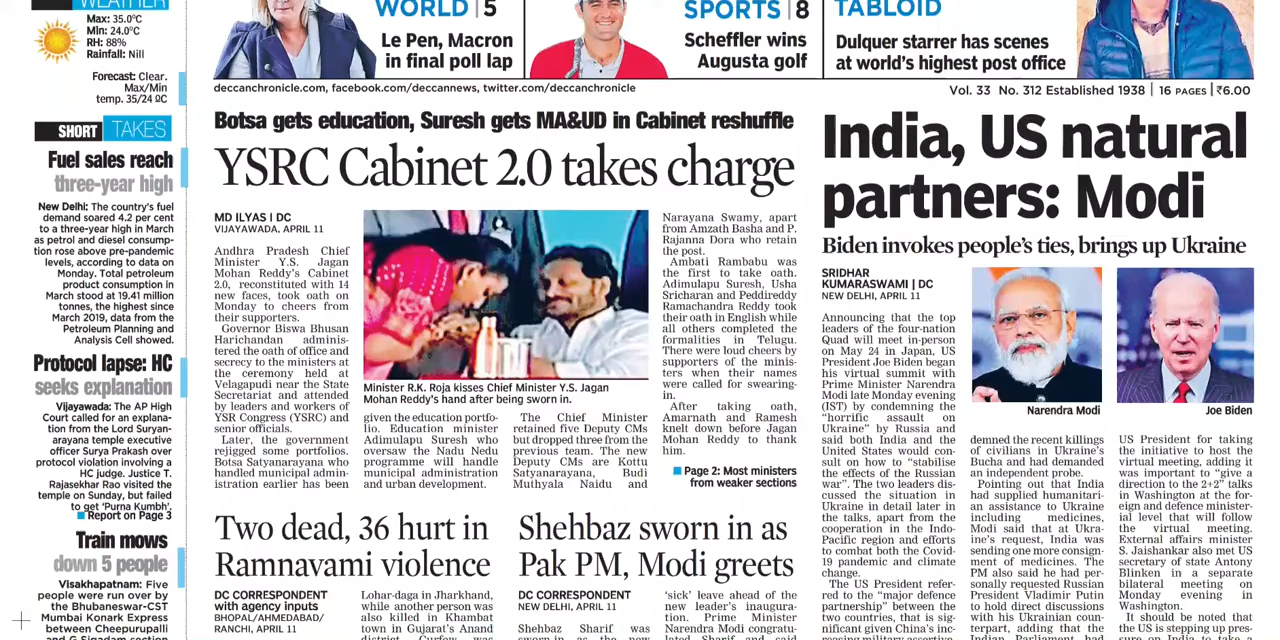 WEATHER
Max: 35.0ºC
Min: 24.0ºC
RH: 88%
Rainfall: Nill
Forecast: Clear.
Max/Min
temp. 35/24 ºC
WORLD | 5
Le Pen, Macron
in final poll lap
SPORTS | 8
Scheffler wins
Augusta golf
TABLOID
Dulquer starrer has scenes
at world's highest post office
deccanchronicle.com, facebook.com/deccannews, twitter.com/deccanchronicle
Vol. 33 No. 312 Established 1938 | 16 PAGES | ₹6.00
SHORT TAKES
Fuel sales reach
three-year high
New Delhi: The country's fuel
demand soared 4.2 per cent
to a three-year high in March
as petrol and diesel consump-
tion rose above pre-pandemic
levels, according to data on
Monday. Total petroleum
product consumption in
March stood at 19.41 million
tonnes, the highest since
March 2019, data from the
Petroleum Planning and
Analysis Cell showed.
Protocol lapse: HC
seeks explanation
Vijayawada: The AP High
Court called for an explana-
tion from the Lord Suryan-
arayana temple executive
officer Surya Prakash over
protocol violation involving a
HC judge. Justice T.
Rajasekhar Rao visited the
temple on Sunday, but failed
to get 'Purna Kumbh'.
Report on Page 3
Train mows
down 5 people
Visakhapatnam: Five
people were run over by
the Bhubaneswar-CST
Mumbai Konark Express
between Cheepurupalli
and G Sigadam section
Botsa gets education, Suresh gets MA&UD in Cabinet reshuffle
YSRC Cabinet 2.0 takes charge
MD ILYAS | DC
VIJAYAWADA, APRIL 11
Andhra Pradesh Chief
Minister Y.S. Jagan
Mohan Reddy's Cabinet
2.0, reconstituted with 14
new faces, took oath on
Monday to cheers from
their supporters.
Governor Biswa Bhusan
Harichandan adminis-
tered the oath of office and
secrecy to the ministers at
the ceremony held at
Velagapudi near the State
Secretariat and attended
by leaders and workers of
YSR Congress (YSRC) and
senior officials.
Later, the government
rejigged some portfolios.
Botsa Satyanarayana who
handled municipal admin-
istration earlier has been
Minister R.K. Roja kisses Chief Minister Y.S. Jagan
Mohan Reddy's hand after being sworn in.
given the education portfo-
lio. Education minister
Adimulapu Suresh who
oversaw the Nadu Nedu
programme will handle
municipal administration
and urban development.
The Chief Minister
retained five Deputy CMs
but dropped three from the
previous team. The new
Deputy CMs are Kottu
Satyanarayana, Budi
Muthyala Naidu and
Narayana Swamy, apart
from Amzath Basha and P.
Rajanna Dora who retain
the post.
Ambati Rambabu was
the first to take oath.
Adimulapu Suresh, Usha
Sricharan and Peddireddy
Ramachandra Reddy took
their oath in English while
all others completed the
formalities in Telugu.
There were loud cheers by
supporters of the minis-
ters when their names
were called for swearing-
in.
After taking oath,
Amarnath and Ramesh
knelt down before Jagan
Mohan Reddy to thank
him.
Page 2: Most ministers
from weaker sections
India, US natural
partners: Modi
Biden invokes people's ties, brings up Ukraine
SRIDHAR
KUMARASWAMI | DC
NEW DELHI, APRIL 11
Announcing that the top
leaders of the four-nation
Quad will meet in-person
on May 24 in Japan, US
President Joe Biden began
his virtual summit with
Prime Minister Narendra
Modi late Monday evening
(IST) by condemning the
"horrific assault on
Ukraine" by Russia and
said both India and the
United States would con-
sult on how to "stabilise
the effects of the Russian
war". The two leaders dis-
cussed the situation in
Ukraine in detail later in
the talks, apart from the
cooperation in the Indo-
Pacific region and efforts
to combat both the Covid-
19 pandemic and climate
change.
The US President refer-
red to the "major defence
partnership" between the
two countries, that is sig-
nificant given China's inc-
Narendra Modi
Joe Biden
demned the recent killings
of civilians in Ukraine's
Bucha and had demanded
an independent probe.
Pointing out that India
had supplied humanitari-
an assistance to Ukraine
including medicines,
Modi said that at Ukra-
ine's request, India was
sending one more consign-
ment of medicines. The
PM also said he had per-
sonally requested Russian
President Vladimir Putin
to hold direct discussions
with his Ukrainian coun-
terpart, adding that the
Indian Parliament had
US President for taking
the initiative to host the
virtual meeting, adding it
was important to "give a
direction to the 2+2" talks
in Washington at the for-
eign and defence minister-
ial level that will follow
the virtual meeting.
External affairs minister
S. Jaishankar also met US
secretary of state Antony
Blinken in a separate
bilateral meeting on
Monday evening in
Washington.
It should be noted that
the US is stepping up pres-
sure on India to take a
Two dead, 36 hurt in
Ramnavami violence
DC CORRESPONDENT
with agency inputs
BHOPAL/AHMEDABAD/
RANCHI, APRIL 11
Lohar-daga in Jharkhand,
while another person was
also killed in Khambat
town in Gujarat's Anand
Shehbaz sworn in as
Pak PM, Modi greets
DC CORRESPONDENT
NEW DELHI, APRIL 11
Shehbaz Sharif was
sworn-in as the new
'sick' leave ahead of the
new leader's inaugura-
tion. Prime Minister
Narendra Modi congratu-
lated Sharif and said